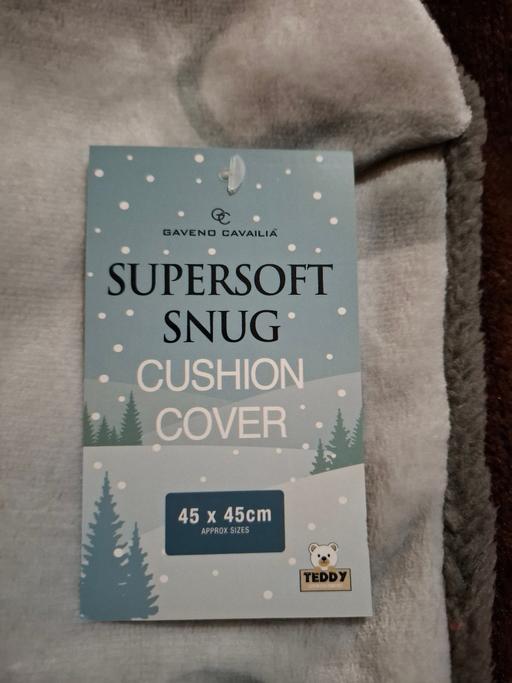 GC
GAVENO CAVAILIA
SUPERSOFT
SNUG
CUSHION
COVER
45 x 45cm
APPROX SIZES
TEDDY